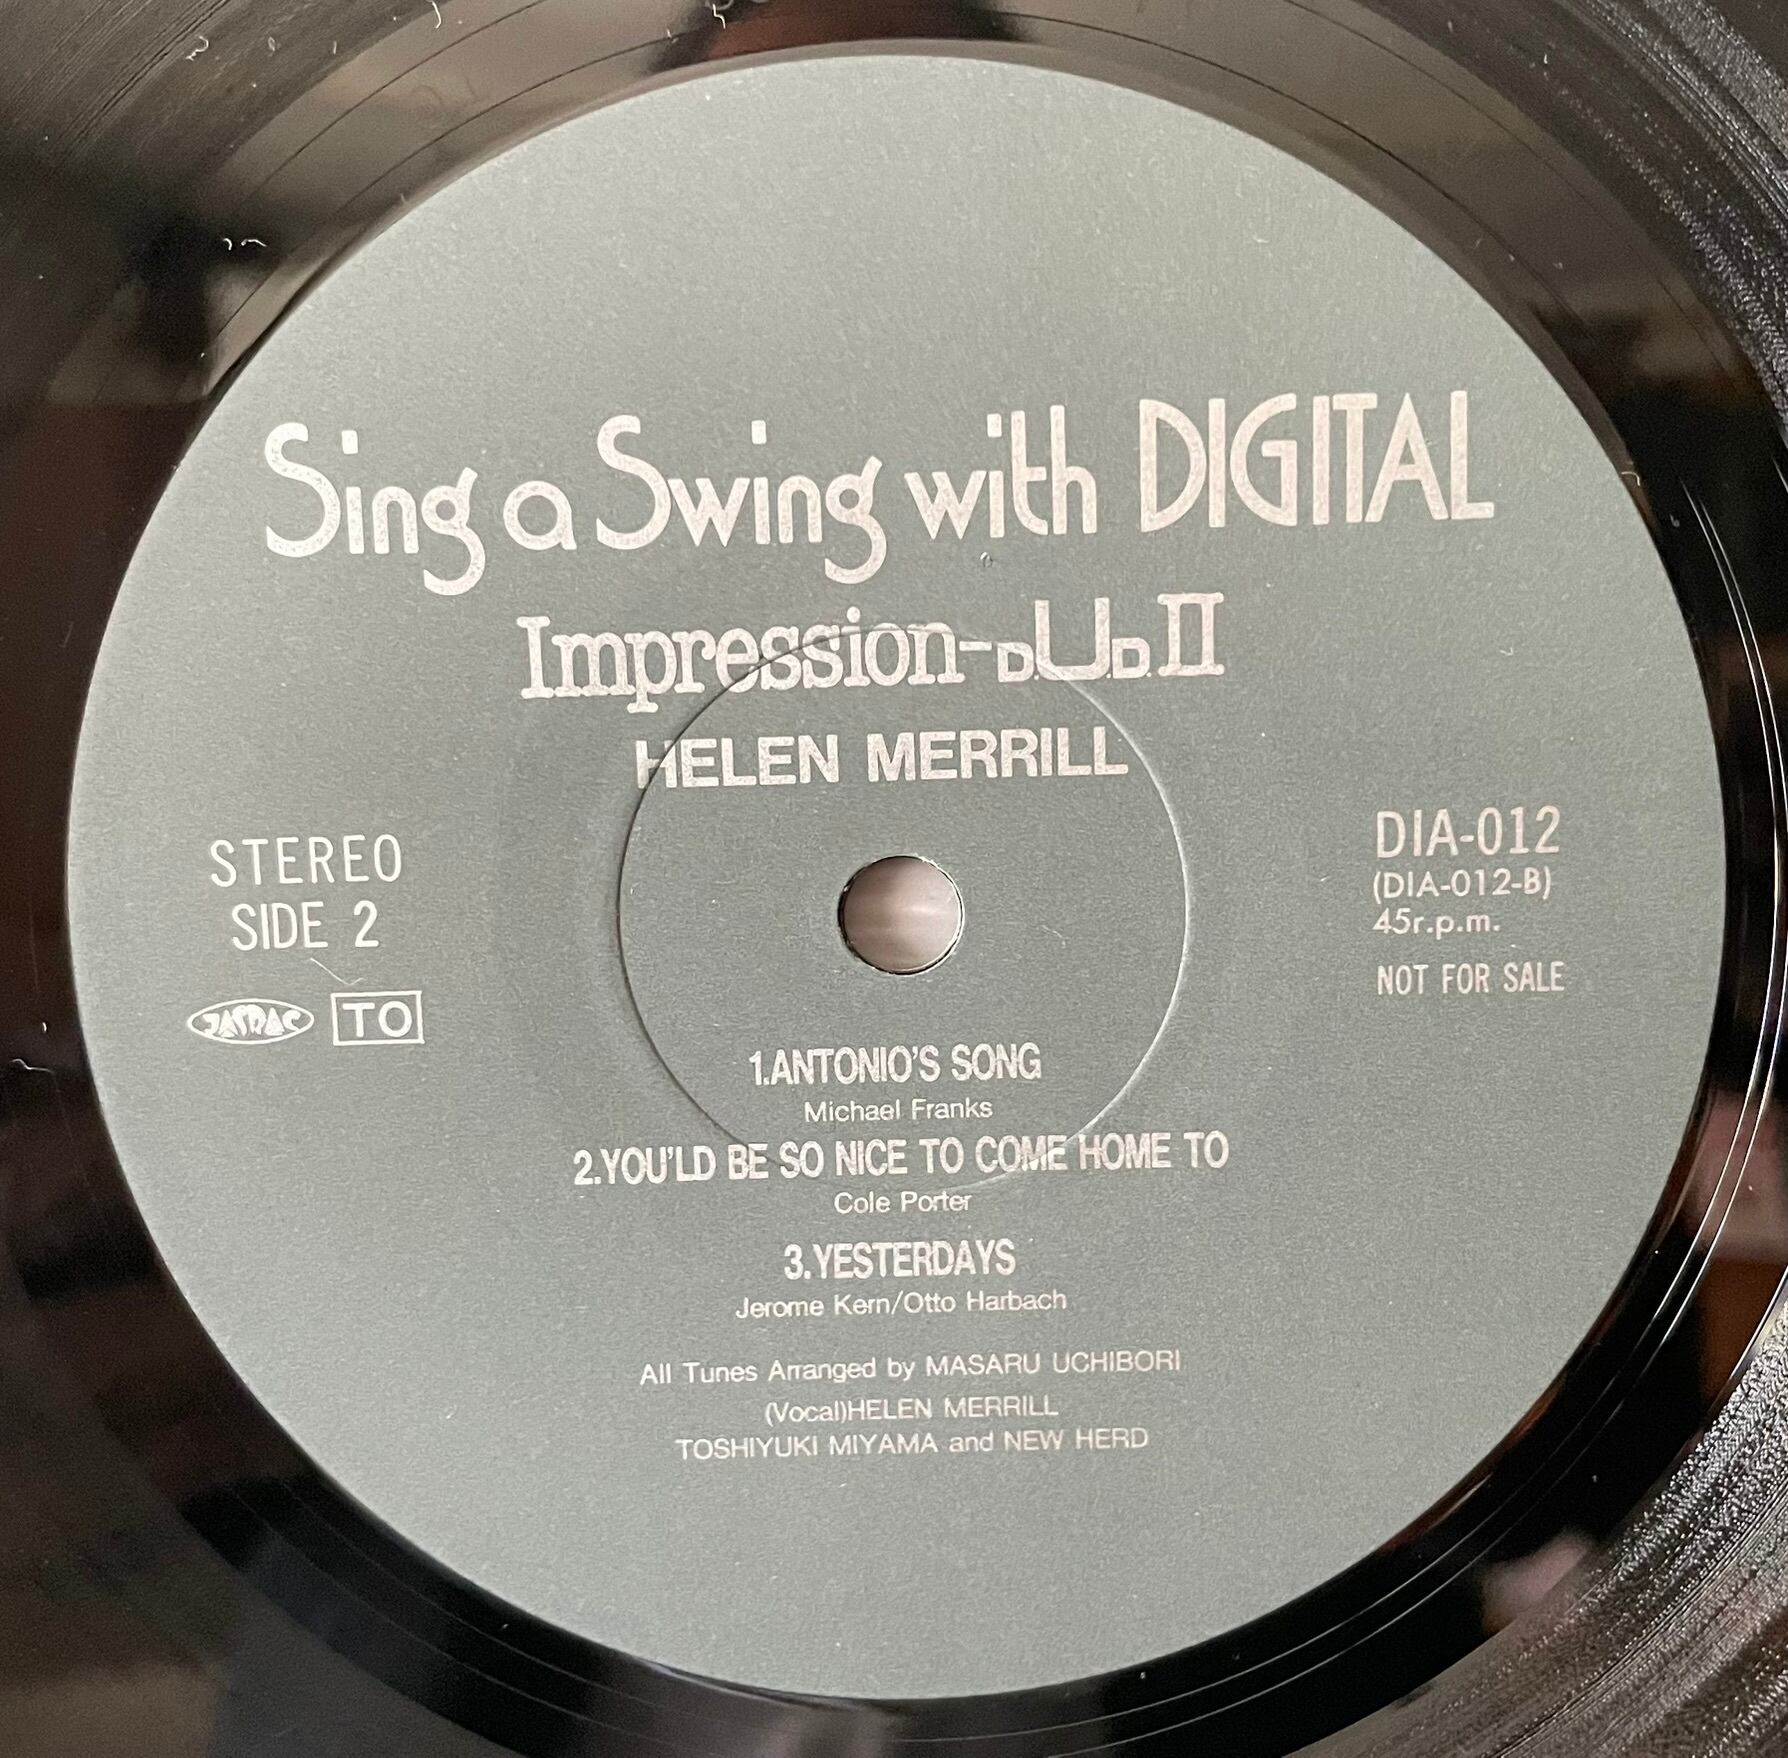 Sing a Swing with DIGITAL
Impression-D.U.D.II
HELEN MERRILL
STEREO
SIDE 2
JASRAC
TO
DIA-012
(DIA-012-B)
45r.p.m.
NOT FOR SALE
1.ANTONIO'S SONG
Michael Franks
2.YOU'LD BE SO NICE TO COME HOME TO
Cole Porter
3.YESTERDAYS
Jerome Kern/Otto Harbach
All Tunes Arranged by MASARU UCHIBORI
(Vocal)HELEN MERRILL
TOSHIYUKI MIYAMA and NEW HERD